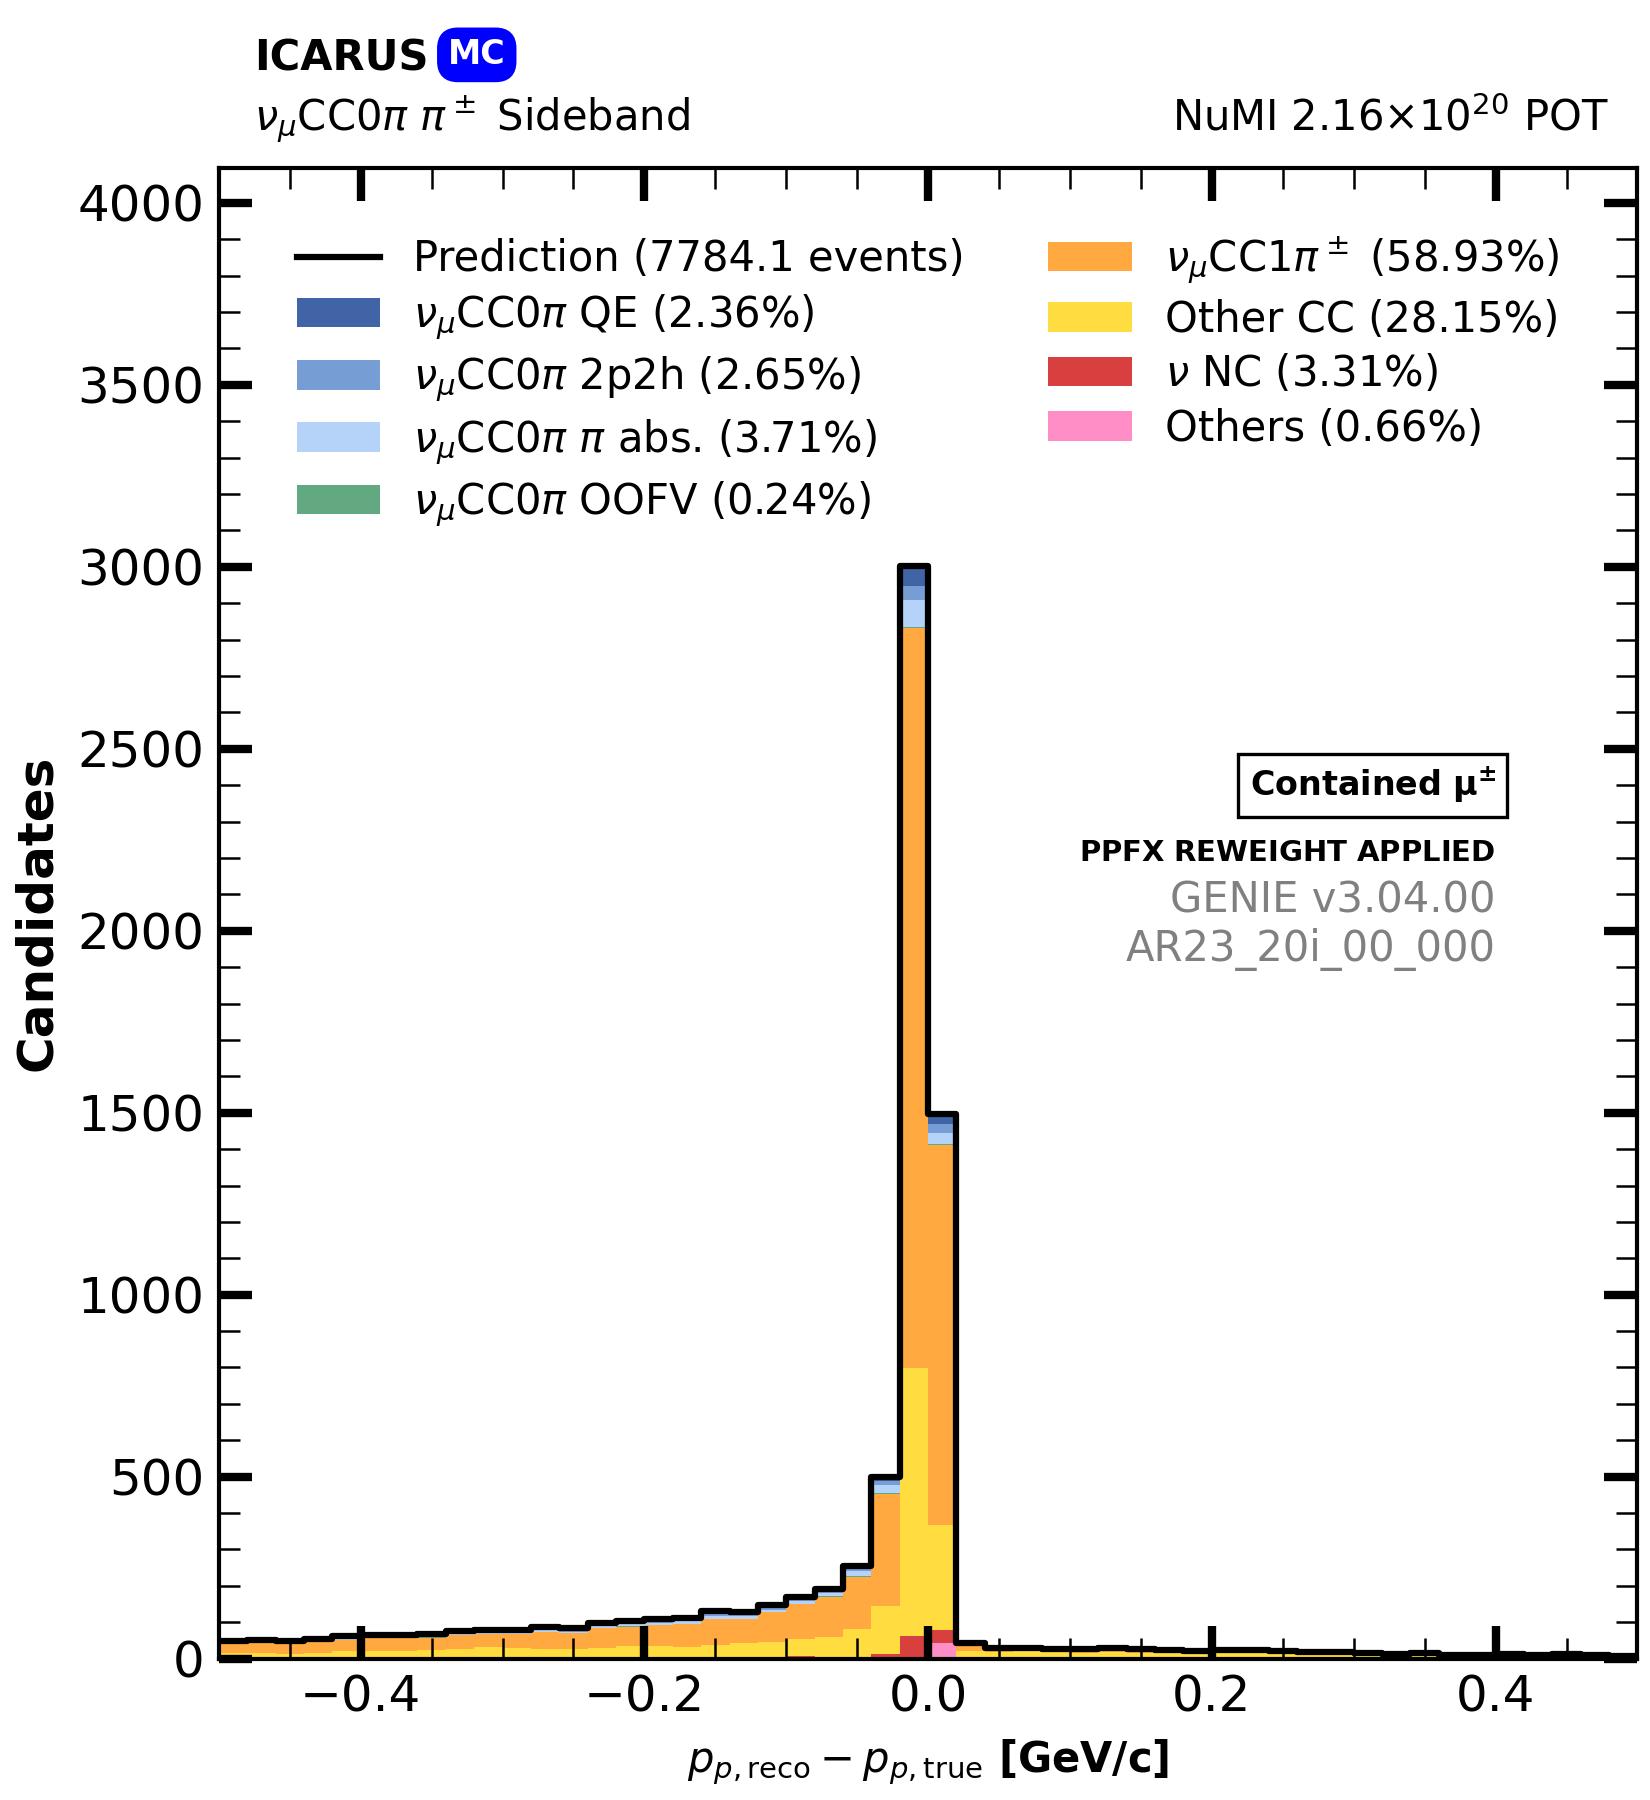 ICARUS MC
νμCC0π π± Sideband
NuMI 2.16×10²⁰ POT
4000
3500
3000
2500
2000
1500
1000
500
0
Candidates
Prediction (7784.1 events)
νμCC0π QE (2.36%)
νμCC0π 2p2h (2.65%)
νμCC0π π abs. (3.71%)
νμCC0π OOFV (0.24%)
νμCC1π± (58.93%)
Other CC (28.15%)
ν NC (3.31%)
Others (0.66%)
Contained μ±
PPFX REWEIGHT APPLIED
GENIE v3.04.00
AR23_20i_00_000
−0.4 −0.2 0.0 0.2 0.4
pp,reco − pp,true [GeV/c]